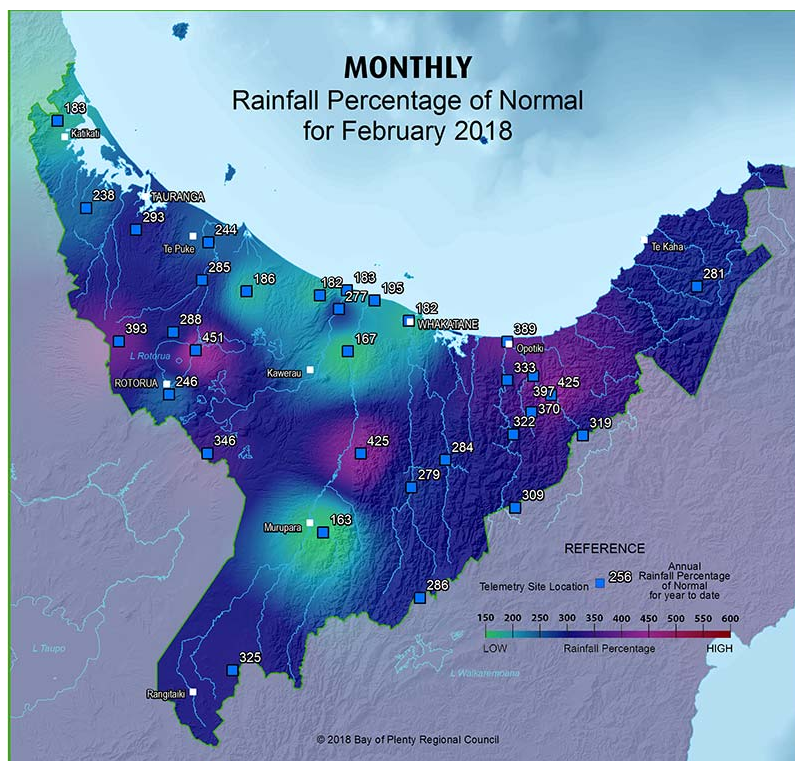 MONTHLY
Rainfall Percentage of Normal
for February 2018
183
Katikati
238
TAURANGA
293
Te Puke
244
Te Kaha
285
281
186
182
183
277
195
182
WHAKATANE
393
288
451
L Rotorua
167
389
Opotiki
Kawerau
ROTORUA
246
333
425
397
370
322
319
346
425
284
279
309
Murupara
163
REFERENCE
Telemetry Site Location
256
Annual
Rainfall Percentage
of Normal
for year to date
286
150 200 250 300 350 400 450 500 550 600
LOW Rainfall Percentage HIGH
L Taupo
325
L Waikaremoana
Rangitaiki
© 2018 Bay of Plenty Regional Council